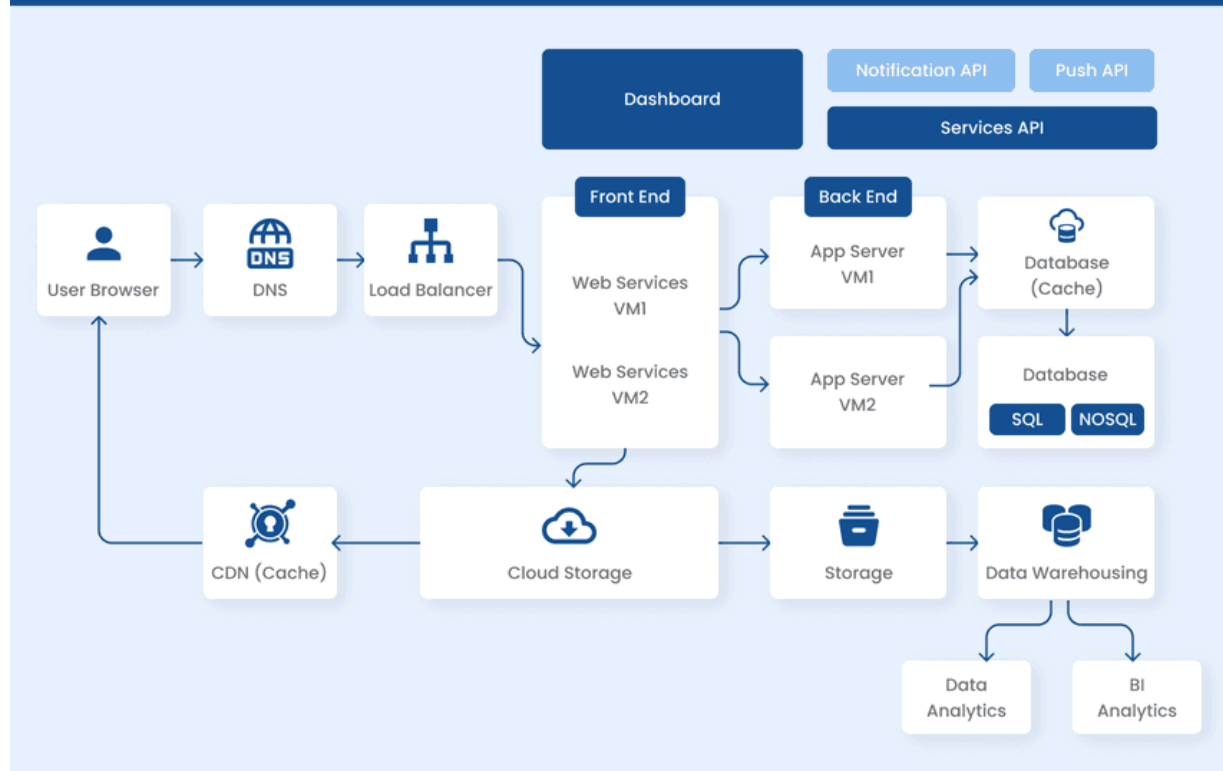 Dashboard
Notification API
Push API
Services API
Front End
Back End
User Browser
DNS
DNS
Load Balancer
Web Services
VM1
Web Services
VM2
App Server
VM1
App Server
VM2
Database
(Cache)
Database
SQL
NOSQL
CDN (Cache)
Cloud Storage
Storage
Data Warehousing
Data
Analytics
BI
Analytics